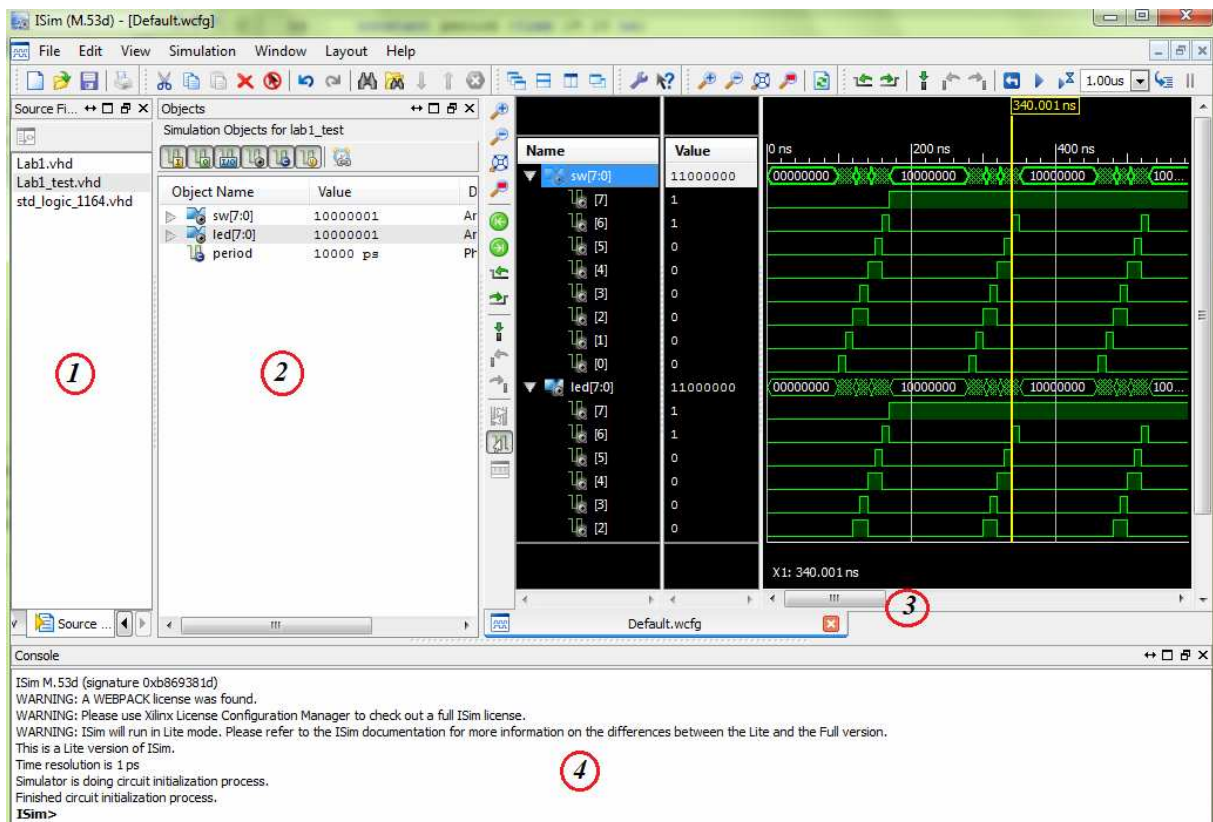 ISim (M.53d) - [Default.wcfg]
File Edit View Simulation Window Layout Help
1.00us
Source Fi...
Lab1.vhd
Lab1_test.vhd
std_logic_1164.vhd
1
Source ...
Objects
Simulation Objects for lab1_test
Object Name Value D
sw[7:0] 10000001 Ar
led[7:0] 10000001 Ar
period 10000 ps Ph
2
340.001 ns
Name Value 0 ns 200 ns 400 ns
sw[7:0] 11000000 00000000 10000000 10000000 100...
[7] 1
[6] 1
[5] 0
[4] 0
[3] 0
[2] 0
[1] 0
[0] 0
led[7:0] 11000000 00000000 10000000 10000000 100...
[7] 1
[6] 1
[5] 0
[4] 0
[3] 0
[2] 0
X1: 340.001 ns
3
Default.wcfg
Console
ISim M.53d (signature 0xb869381d)
WARNING: A WEBPACK license was found.
WARNING: Please use Xilinx License Configuration Manager to check out a full ISim license.
WARNING: ISim will run in Lite mode. Please refer to the ISim documentation for more information on the differences between the Lite and the Full version.
This is a Lite version of ISim.
Time resolution is 1 ps
Simulator is doing circuit initialization process.
Finished circuit initialization process.
ISim>
4